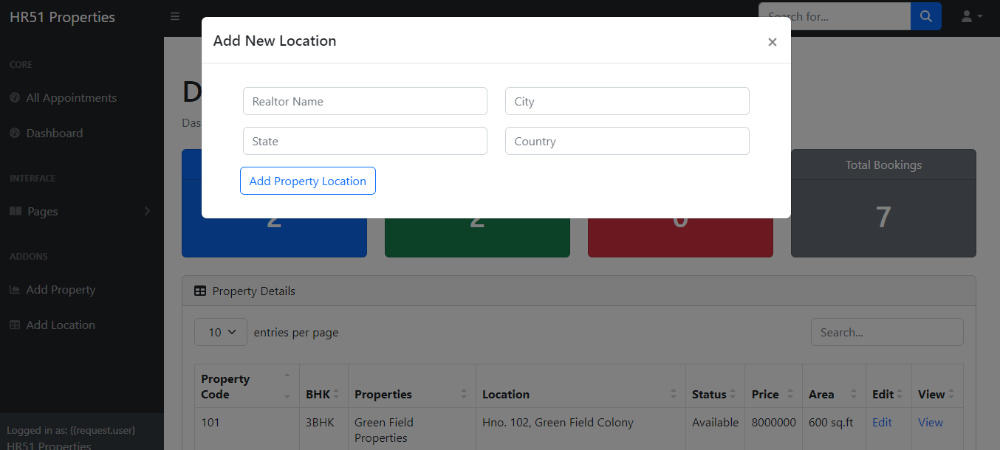 HR51 Properties
Search for...
Add New Location
×
CORE
All Appointments
Dashboard
INTERFACE
Pages
ADDONS
Add Property
Add Location
Logged in as: {{request.user}
HR51 Properties
D
Das
Realtor Name
City
State
Country
Add Property Location
2
2
0
Total Bookings
7
Property Details
10
entries per page
Search...
Property Code
BHK
Properties
Location
Status
Price
Area
Edit
View
101
3BHK
Green Field
Properties
Hno. 102, Green Field Colony
Available
8000000
600 sq.ft
Edit
View